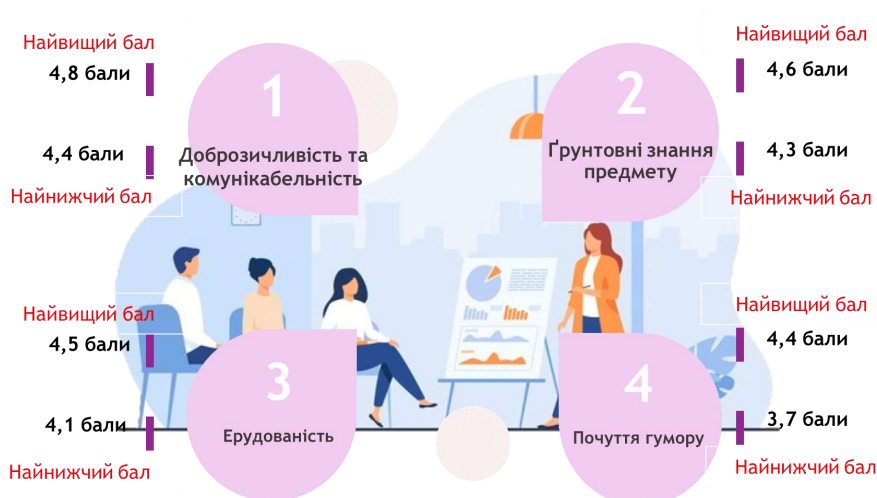 Найвищий бал
4,8 бали
4,4 бали
Найнижчий бал
1
Доброзичливість та
комунікабельність
2
Ґрунтовні знання
предмету
Найвищий бал
4,6 бали
4,3 бали
Найнижчий бал
Найвищий бал
4,5 бали
4,1 бали
Найнижчий бал
3
Ерудованість
4
Почуття гумору
Найвищий бал
4,4 бали
3,7 бали
Найнижчий бал